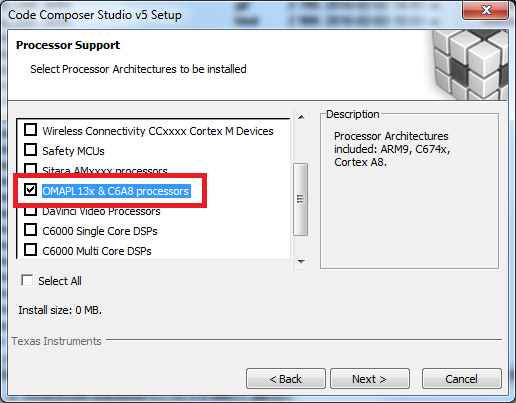 Code Composer Studio v5 Setup
Processor Support
Select Processor Architectures to be installed
Wireless Connectivity CCxxxx Cortex M Devices
Safety MCUs
Sitara AMxxxx processors
OMAPL13x & C6A8 processors
DaVinci Video Processors
C6000 Single Core DSPs
C6000 Multi Core DSPs
Select All
Install size: 0 MB.
Description
Processor Architectures
included: ARM9, C674x,
Cortex A8.
Texas Instruments
< Back
Next >
Cancel